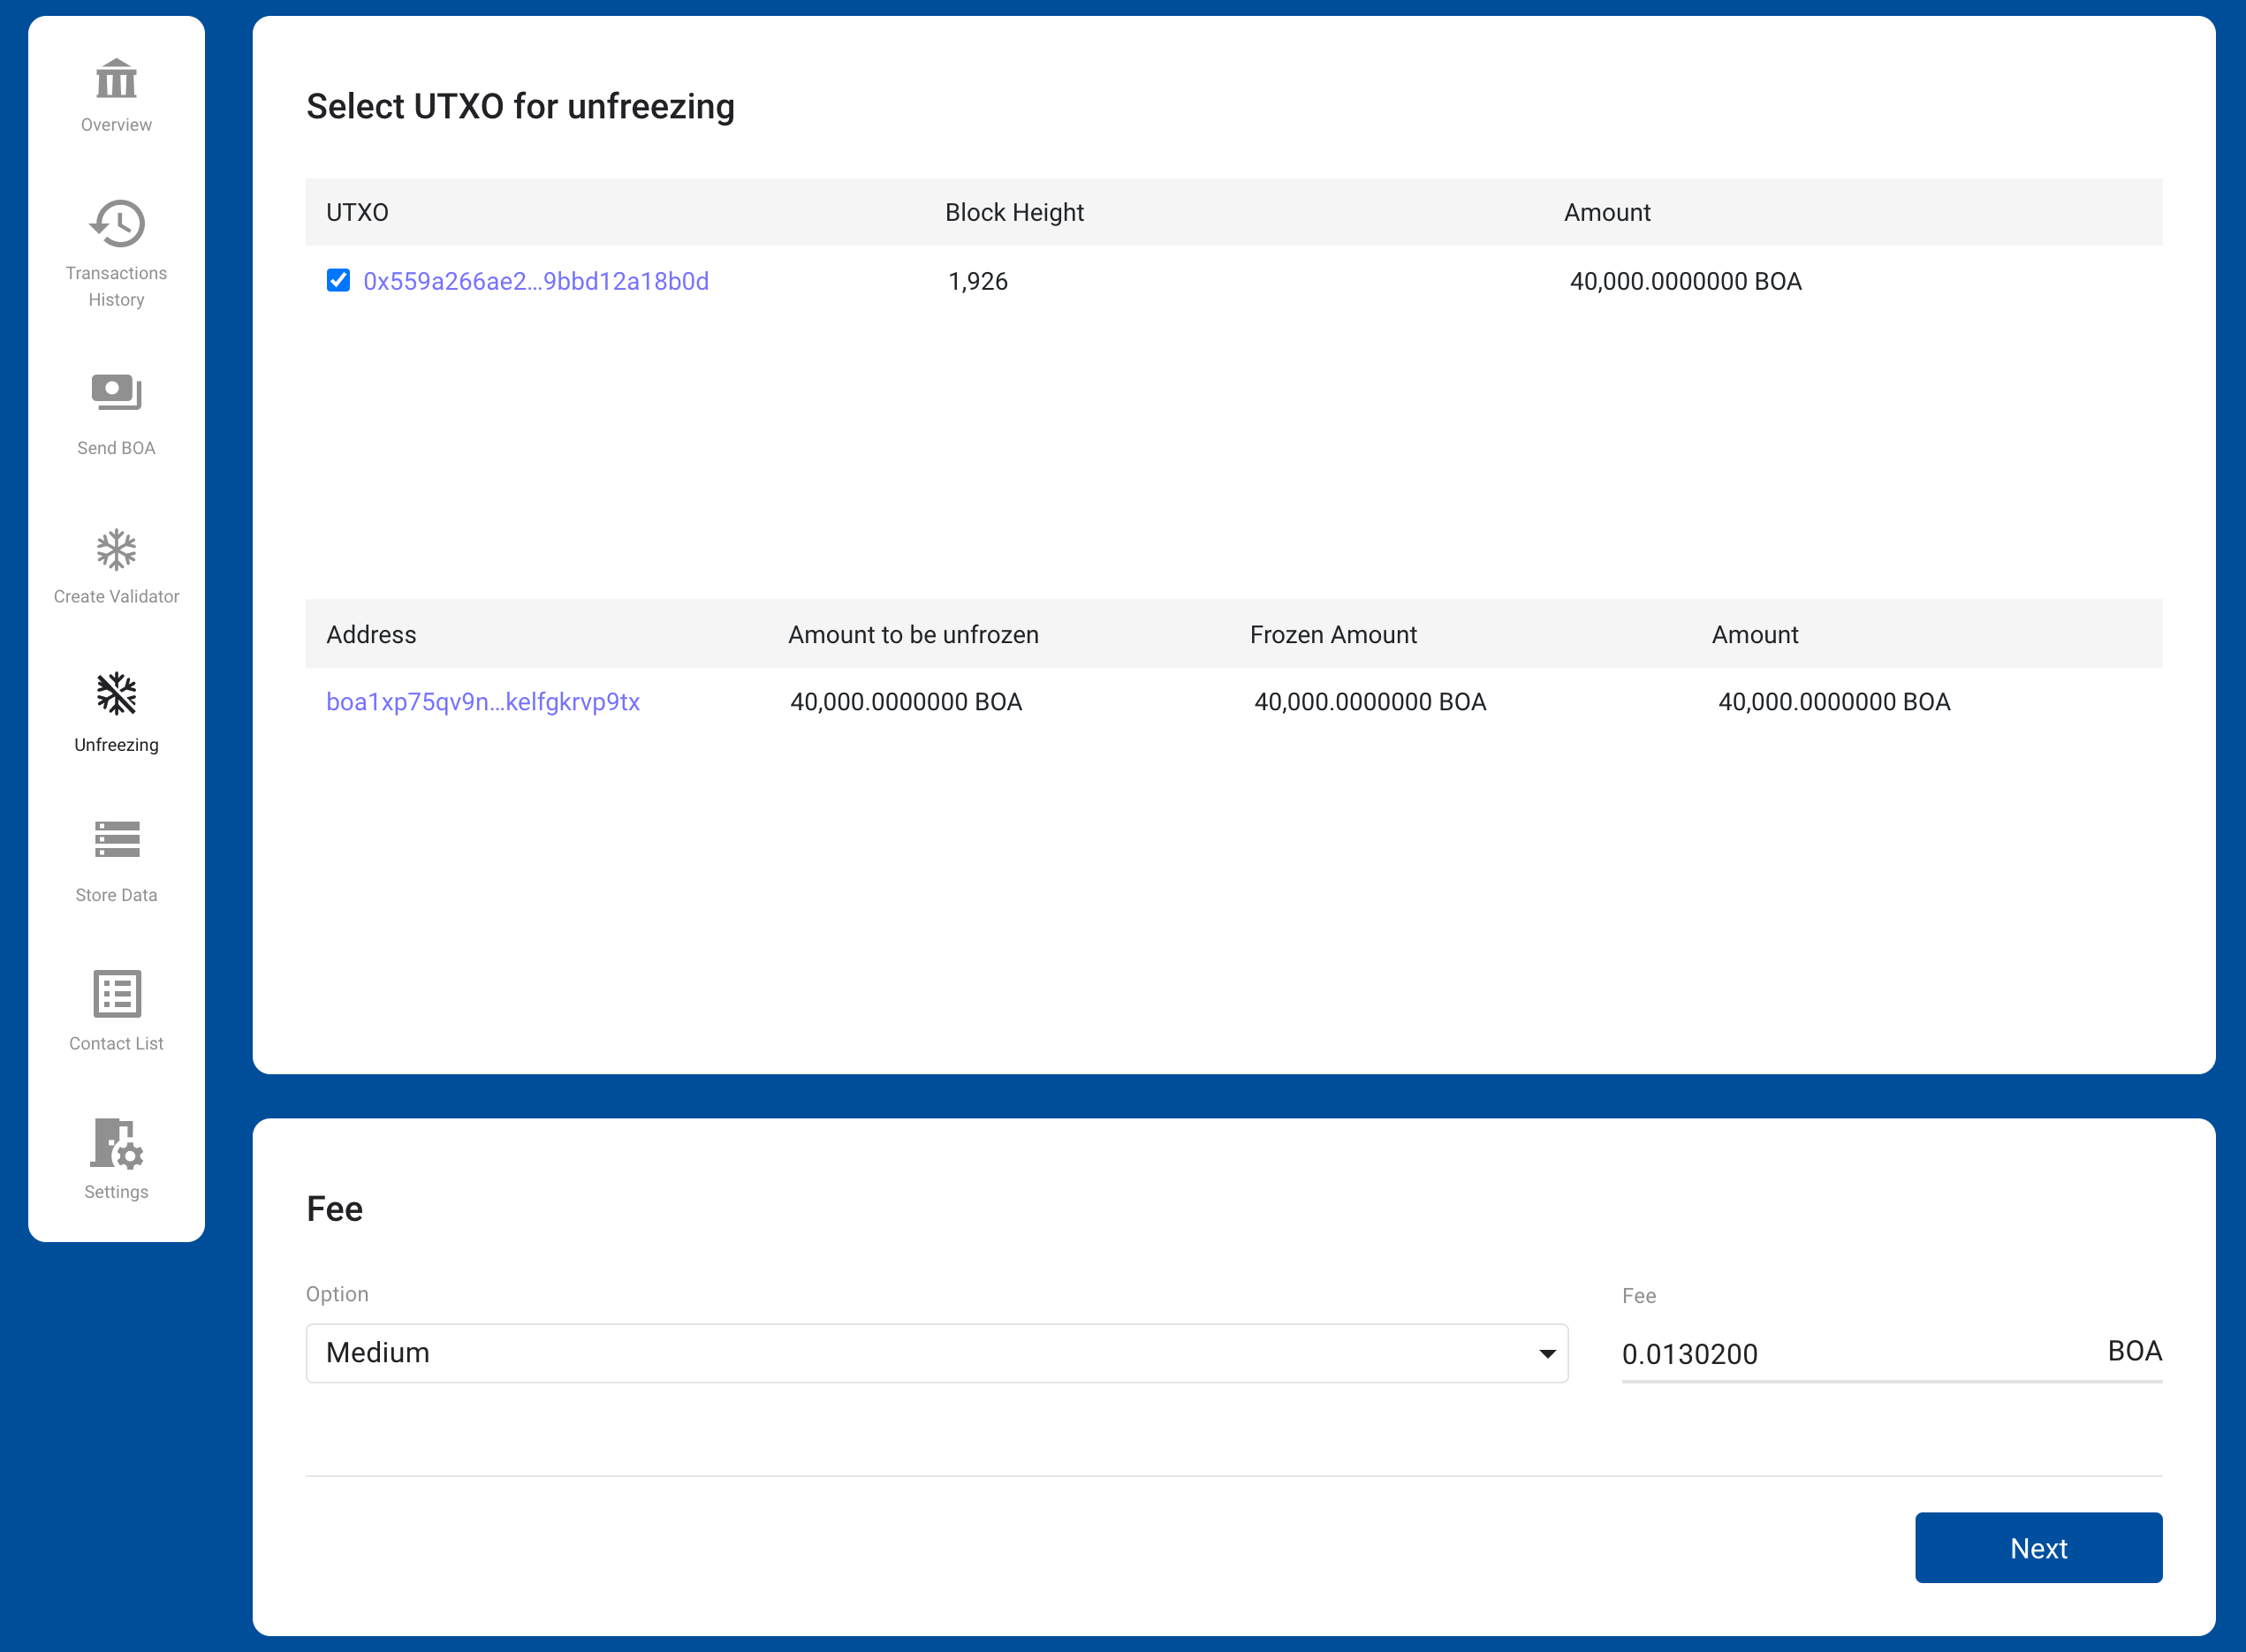 Overview
Transactions
History
Send BOA
Create Validator
Unfreezing
Store Data
Contact List
Settings
Select UTXO for unfreezing
UTXO Block Height Amount
0x559a266ae2...9bbd12a18b0d 1,926 40,000.0000000 BOA
Address Amount to be unfrozen Frozen Amount Amount
boa1xp75qv9n...kelfgkrvp9tx 40,000.0000000 BOA 40,000.0000000 BOA 40,000.0000000 BOA
Fee
Option Fee
Medium 0.0130200 BOA
Next